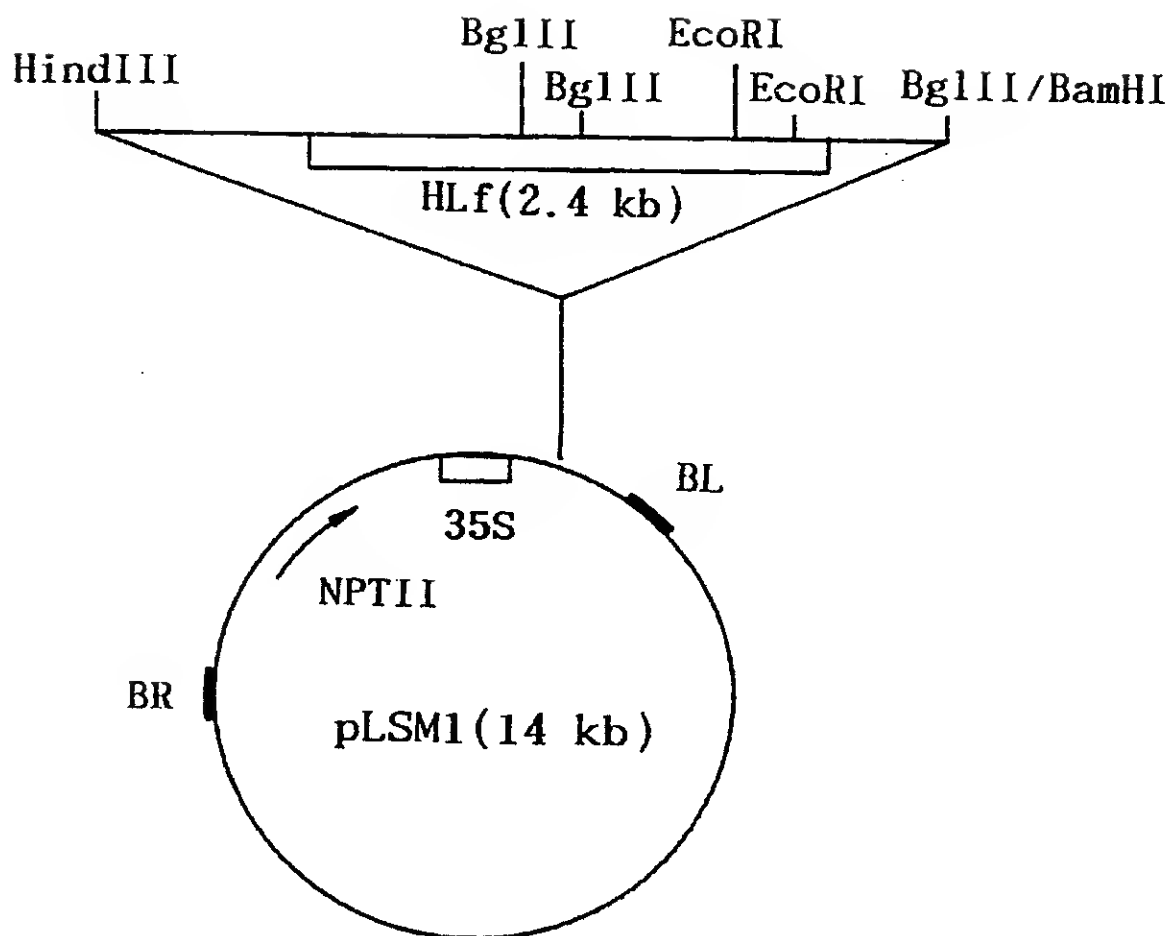 HindIII
BglII
BglII
EcoRI
EcoRI
BglII/BamHI
HLf(2.4 kb)
BL
35S
NPTII
BR
pLSM1(14 kb)